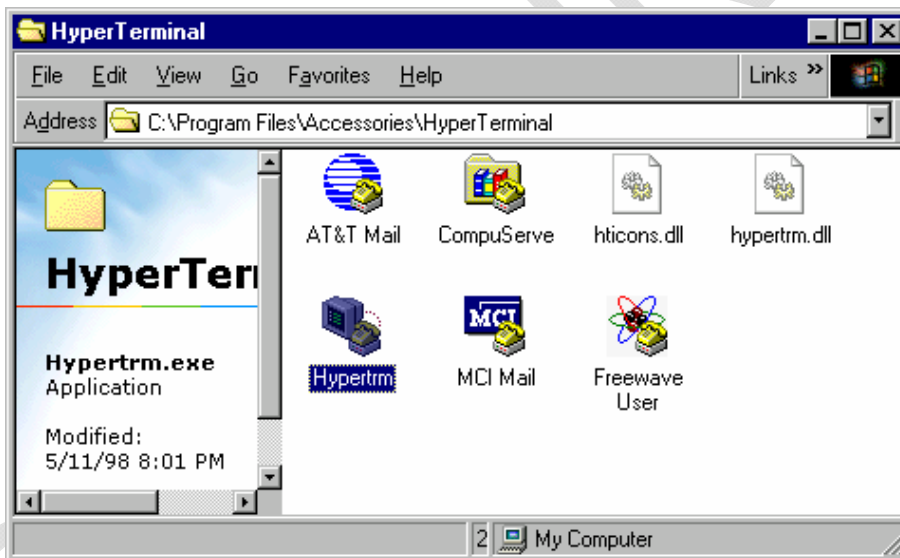 HyperTerminal
File Edit View Go Favorites Help Links »
Address C:\Program Files\Accessories\HyperTerminal
HyperTer
Hypertrm.exe
Application
Modified:
5/11/98 8:01 PM
AT&T Mail CompuServe hticons.dll hypertrm.dll
MCI
Hypertrm MCI Mail Freewave
User
2 My Computer